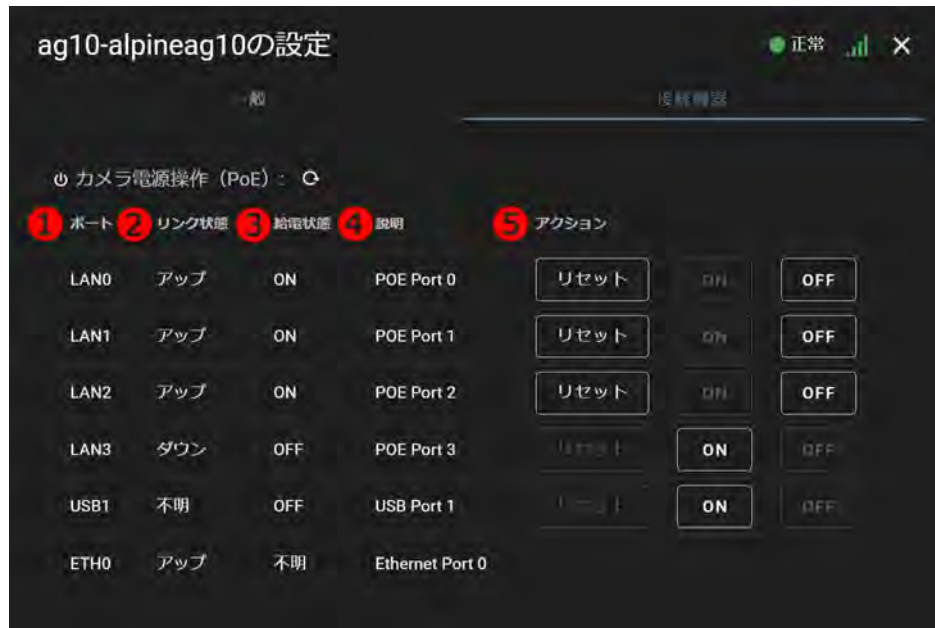 ag10-alpineag10の設定 正常
一般 接続機器
カメラ電源操作（PoE）:
1 ポート 2 リンク状態 3 給電状態 4 説明 5 アクション
LAN0 アップ ON POE Port 0 リセット ON OFF
LAN1 アップ ON POE Port 1 リセット ON OFF
LAN2 アップ ON POE Port 2 リセット ON OFF
LAN3 ダウン OFF POE Port 3 リセット ON OFF
USB1 不明 OFF USB Port 1 リセット ON OFF
ETH0 アップ 不明 Ethernet Port 0